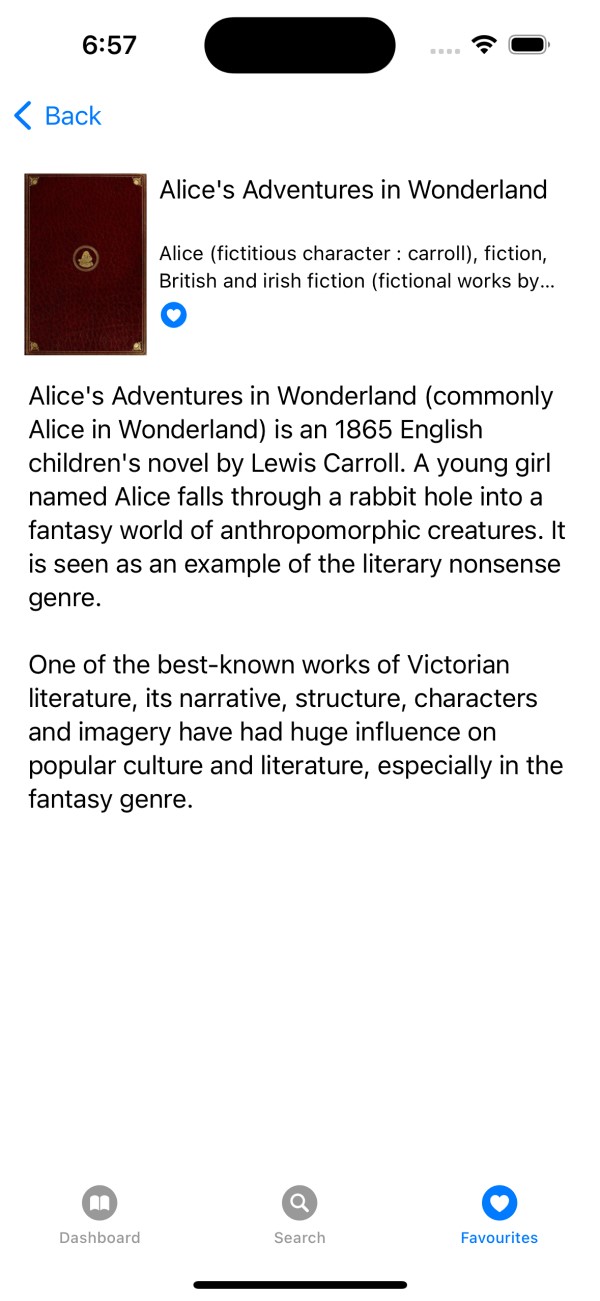 6:57
Back
Alice's Adventures in Wonderland
Alice (fictitious character : carroll), fiction,
British and irish fiction (fictional works by...
Alice's Adventures in Wonderland (commonly
Alice in Wonderland) is an 1865 English
children's novel by Lewis Carroll. A young girl
named Alice falls through a rabbit hole into a
fantasy world of anthropomorphic creatures. It
is seen as an example of the literary nonsense
genre.
One of the best-known works of Victorian
literature, its narrative, structure, characters
and imagery have had huge influence on
popular culture and literature, especially in the
fantasy genre.
Dashboard
Search
Favourites